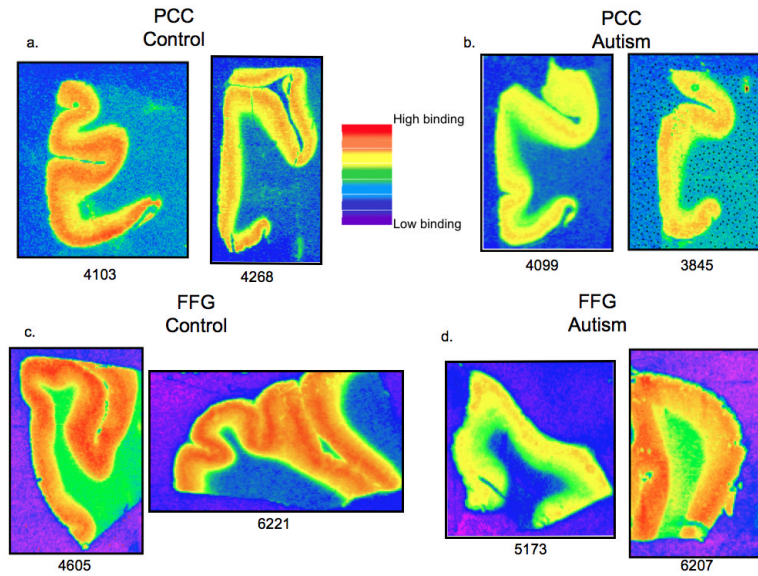 PCC
Control
a.
PCC
Autism
b.
High binding
Low binding
4103
4268
4099
3845
FFG
Control
c.
FFG
Autism
d.
4605
6221
5173
6207